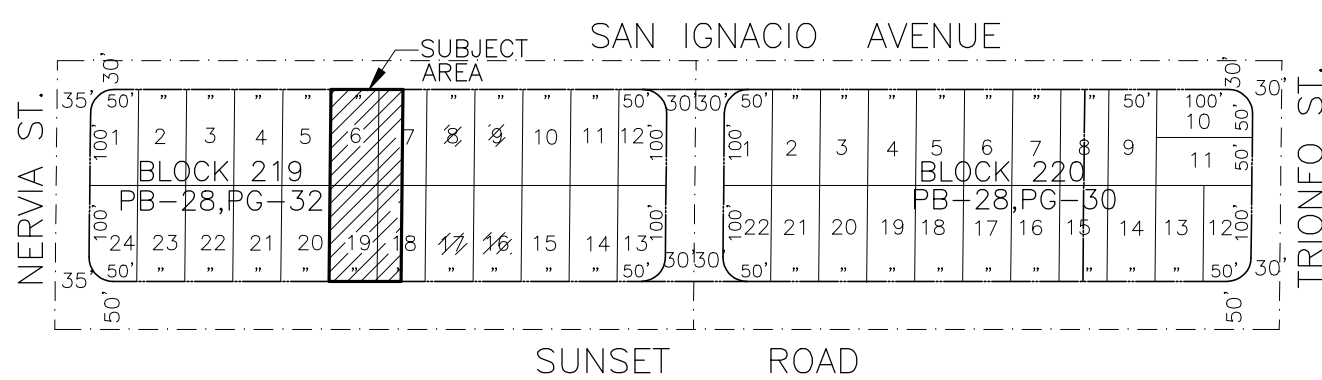 SAN IGNACIO AVENUE
SUBJECT
AREA
NERVIA ST.
TRIONFO ST.
30' 30'
35' 50' " " " " " " " " " " 50' 30' 30' 50' " " " " " " " 50' 100' 30'
1 2 3 4 5 6 7 8 9 10 11 12 1 2 3 4 5 6 7 8 9 10 50'
100' 100' 100' 11 50'
BLOCK 219 BLOCK 220
PB-28,PG-32 PB-28,PG-30
100' 100' 100' 100'
24 23 22 21 20 19 18 17 16 15 14 13 22 21 20 19 18 17 16 15 14 13 12
35' 50' " " " " " " " " " " 50' 30' 30' 50' " " " " " " " " " 50' 30'
50' 50'
SUNSET ROAD